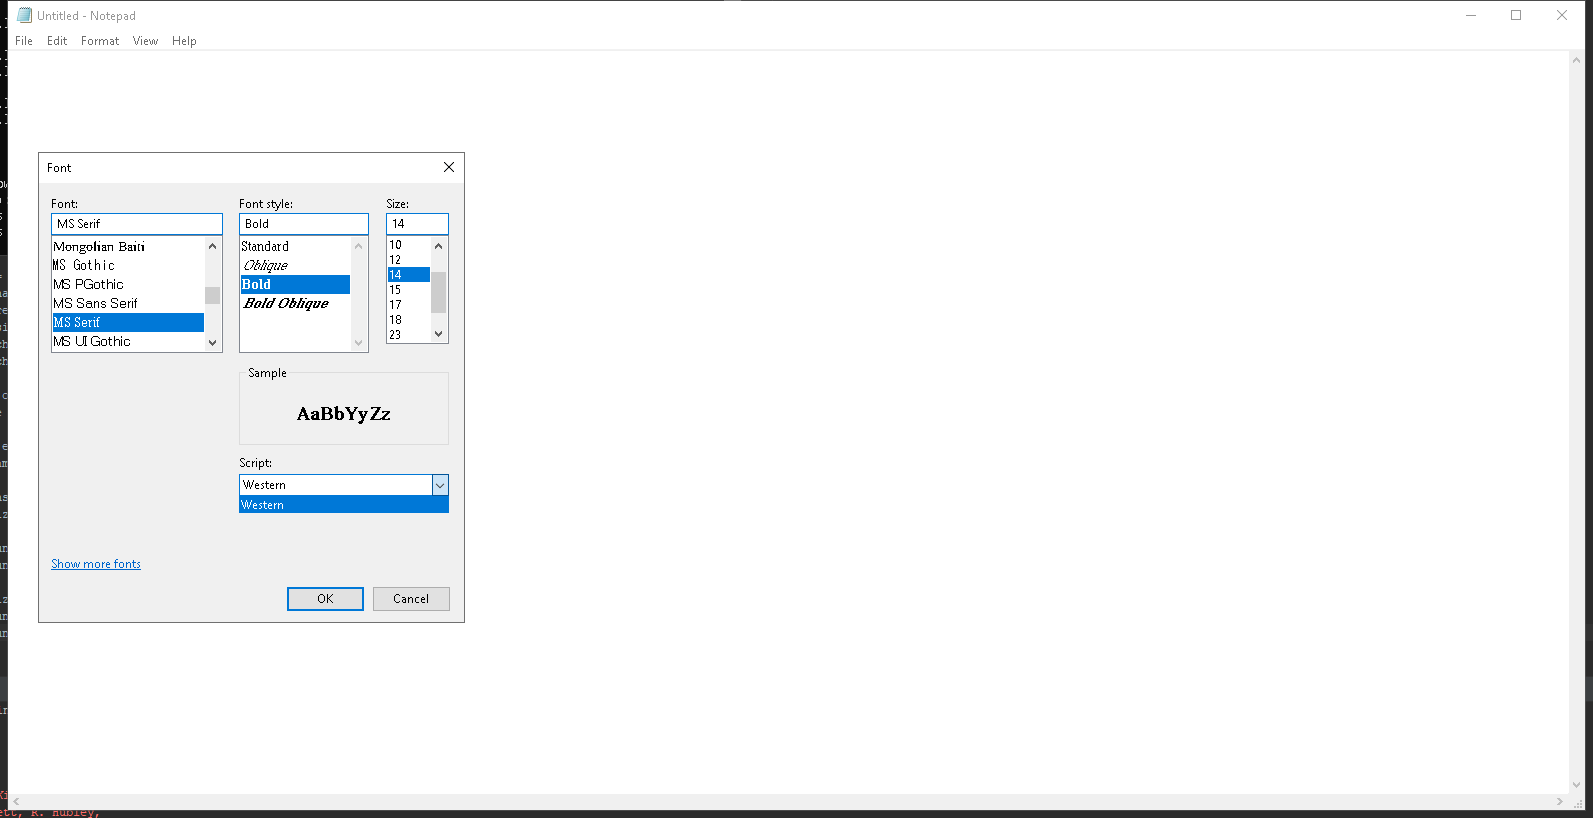 Untitled - Notepad
File Edit Format View Help
Font
Font: Font style: Size:
MS Serif Bold 14
Mongolian Baiti
MS Gothic
MS PGothic
MS Sans Serif
MS Serif
MS UI Gothic
Standard
Oblique
Bold
Bold Oblique
10
12
14
15
17
18
23
Sample
AaBbYyZz
Script:
Western
Western
Show more fonts
OK Cancel
ett, R. Hubley,